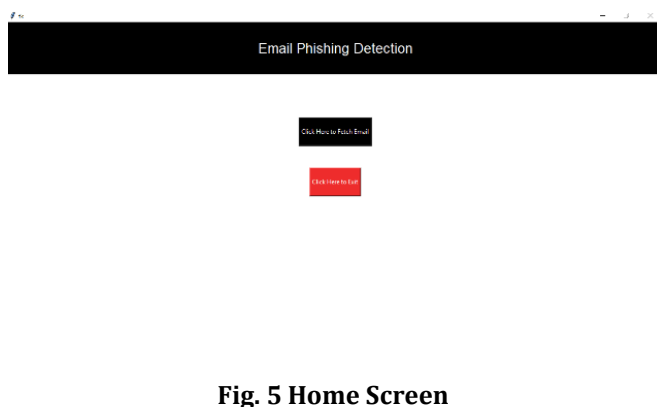 Email Phishing Detection
Click Here to Fetch Email
Click Here to Exit
Fig. 5 Home Screen